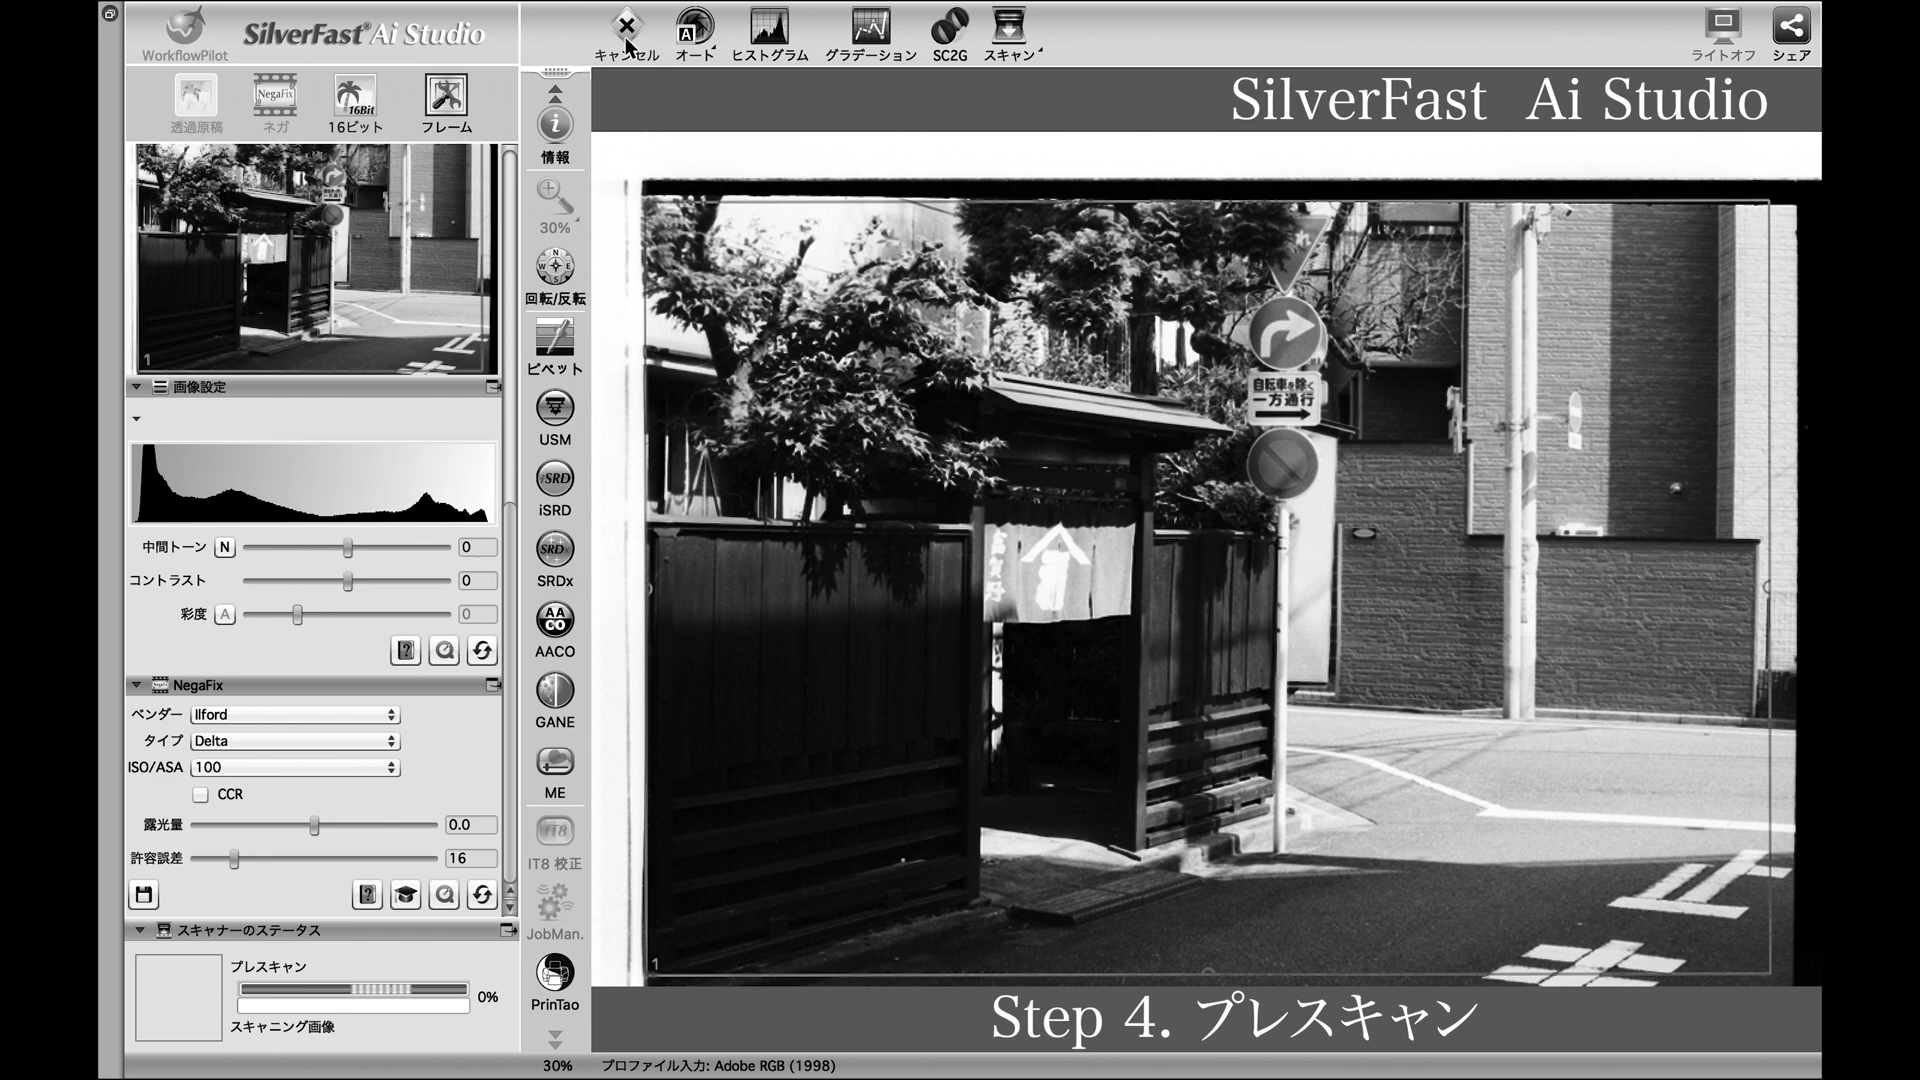 SilverFast® Ai Studio
WorkflowPilot
キャンセル
オート
ヒストグラム
グラデーション
SC2G
スキャン
ライトオフ
シェア
透過原稿
NegaFix
ネガ
16Bit
16ビット
フレーム
SilverFast Ai Studio
情報
30%
回転/反転
ピペット
USM
iSRD
iSRD
SRDx
SRDx
AACO
AACO
GANE
ME
IT8
IT8 校正
JobMan.
PrinTao
1
画像設定
中間トーン N 0
コントラスト 0
彩度 A 0
NegaFix
ベンダー Ilford
タイプ Delta
ISO/ASA 100
CCR
露光量 0.0
許容誤差 16
スキャナーのステータス
プレスキャン
0%
スキャニング画像
自転車を除く
一方通行
1
Step 4. プレスキャン
30%
プロファイル入力: Adobe RGB (1998)